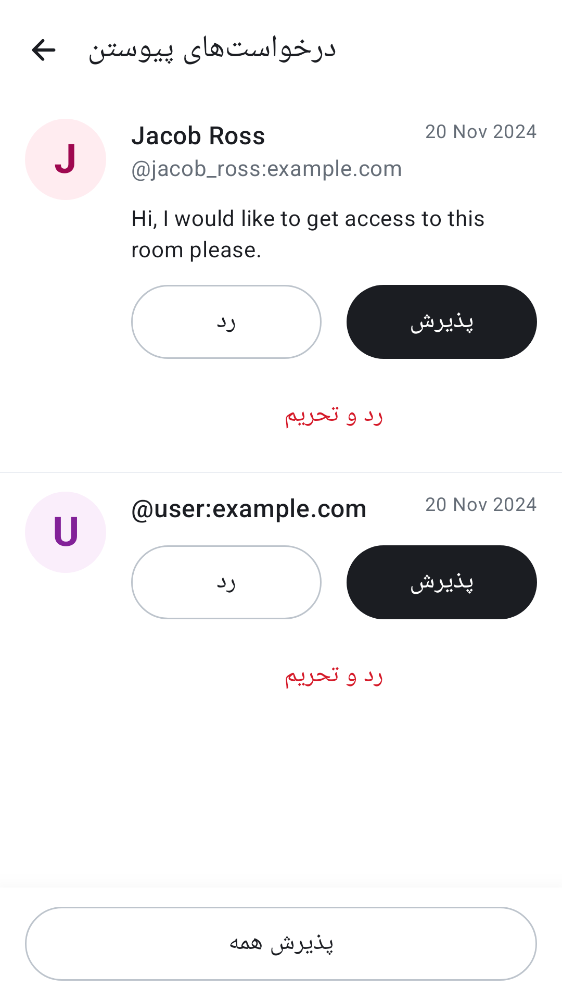 درخواست‌های پیوستن
J
Jacob Ross
20 Nov 2024
@jacob_ross:example.com
Hi, I would like to get access to this
room please.
رد
پذیرش
رد و تحریم
U
@user:example.com
20 Nov 2024
رد
پذیرش
رد و تحریم
پذیرش همه